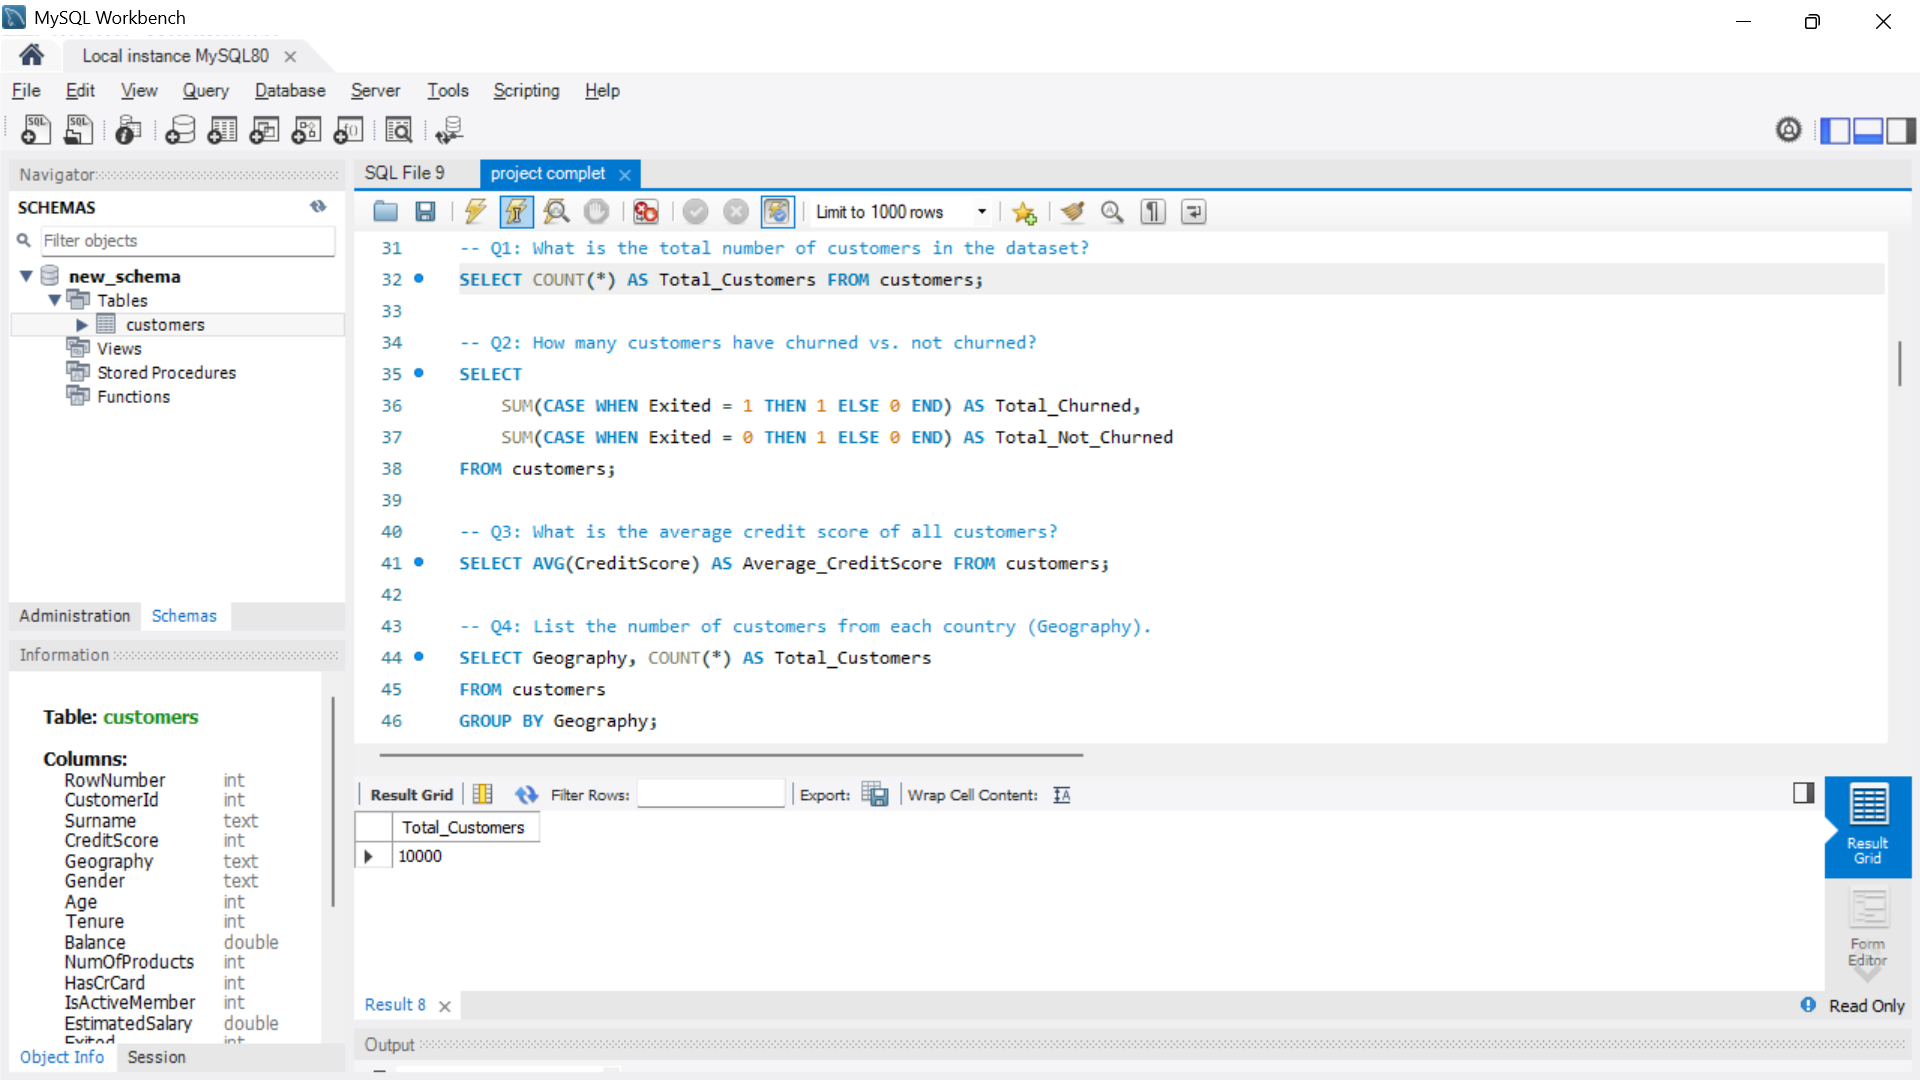 MySQL Workbench
Local instance MySQL80
File Edit View Query Database Server Tools Scripting Help
Navigator
SCHEMAS
Filter objects
new_schema
Tables
customers
Views
Stored Procedures
Functions
Administration Schemas
Information
Table: customers
Columns:
RowNumber int
CustomerId int
Surname text
CreditScore int
Geography text
Gender text
Age int
Tenure int
Balance double
NumOfProducts int
HasCrCard int
IsActiveMember int
EstimatedSalary double
Exited int
Object Info Session
SQL File 9 project complet
Limit to 1000 rows
31 -- Q1: What is the total number of customers in the dataset?
32 SELECT COUNT(*) AS Total_Customers FROM customers;
33
34 -- Q2: How many customers have churned vs. not churned?
35 SELECT
36 SUM(CASE WHEN Exited = 1 THEN 1 ELSE 0 END) AS Total_Churned,
37 SUM(CASE WHEN Exited = 0 THEN 1 ELSE 0 END) AS Total_Not_Churned
38 FROM customers;
39
40 -- Q3: What is the average credit score of all customers?
41 SELECT AVG(CreditScore) AS Average_CreditScore FROM customers;
42
43 -- Q4: List the number of customers from each country (Geography).
44 SELECT Geography, COUNT(*) AS Total_Customers
45 FROM customers
46 GROUP BY Geography;
Result Grid Filter Rows: Export: Wrap Cell Content:
Total_Customers
10000
Result
Grid
Form
Editor
Result 8
Read Only
Output